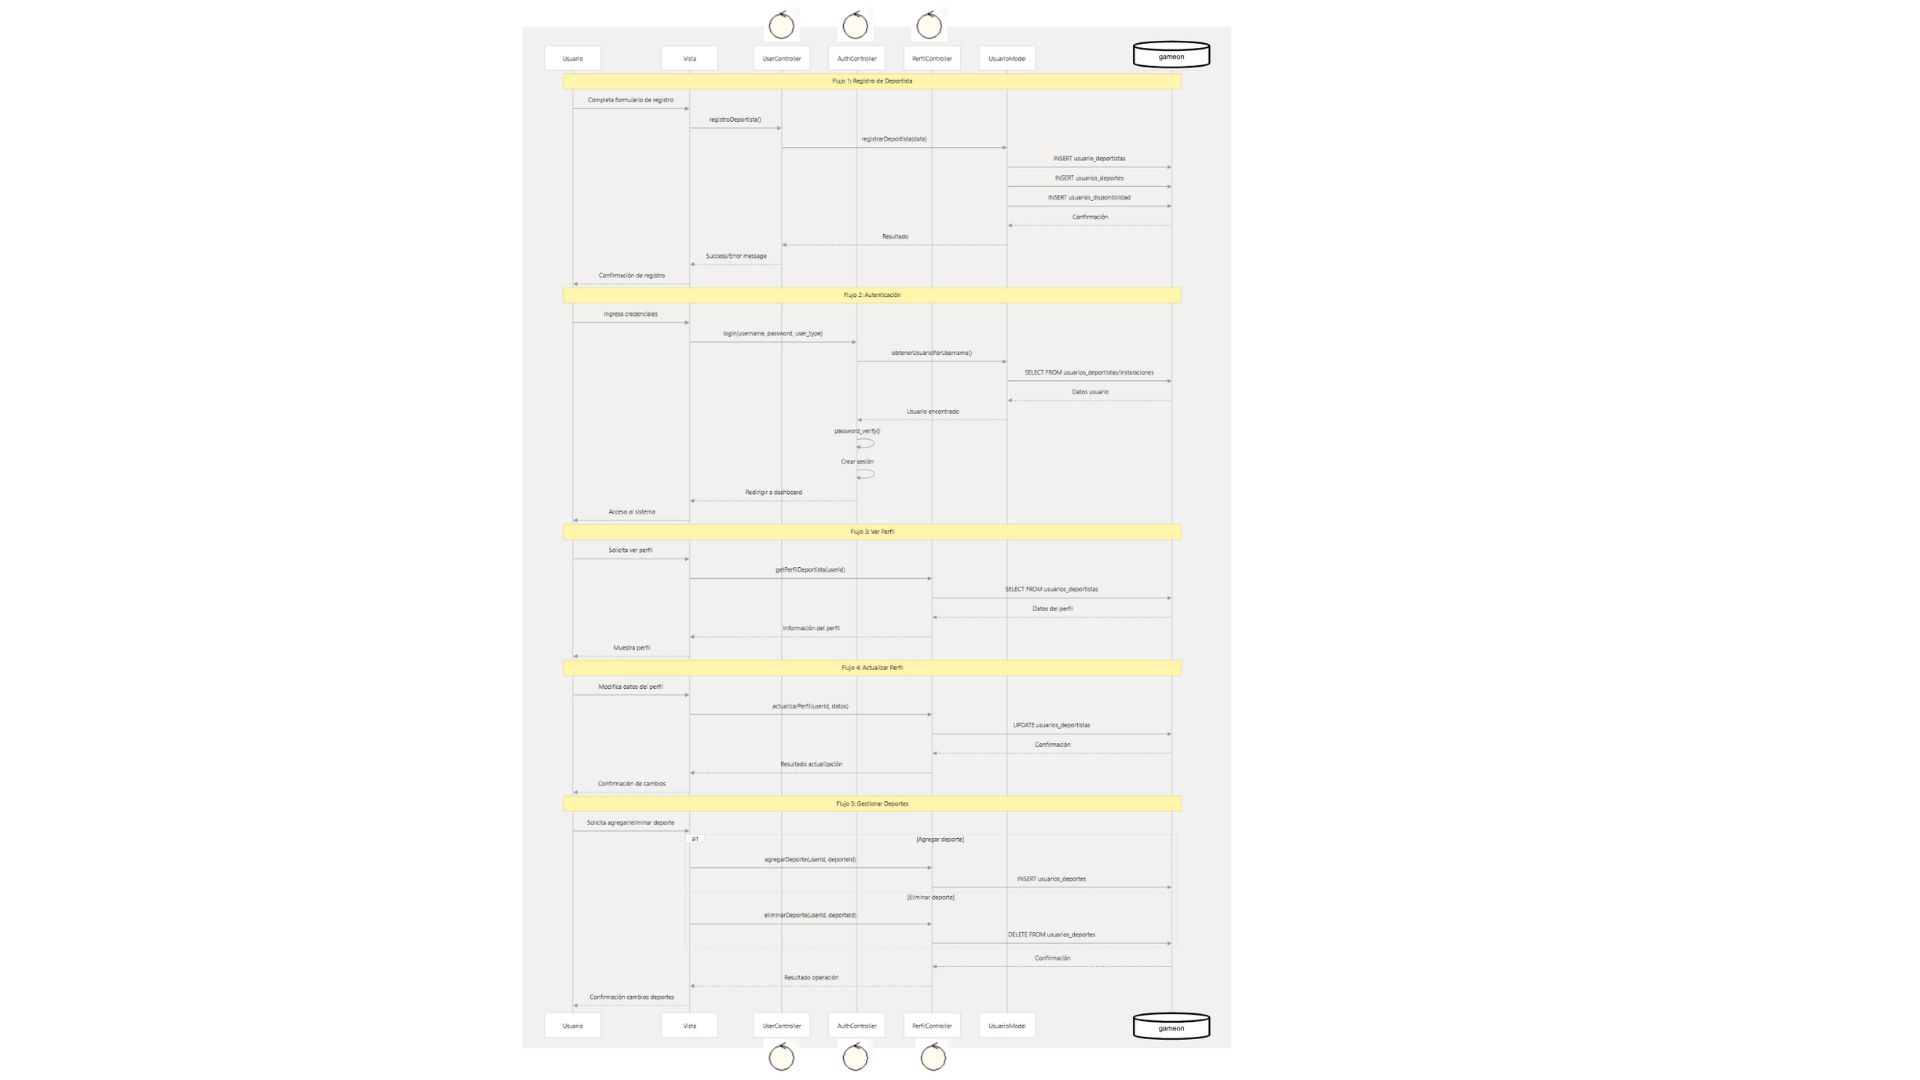 Usuario
Vista
UserController
AuthController
PerfilController
UsuarioModel
gameon
Flujo 1: Registro de Deportista
Completa formulario de registro
registroDeportista()
registrarDeportista(data)
INSERT usuario_deportistas
INSERT usuarios_deportes
INSERT usuarios_disponibilidad
Confirmación
Resultado
Success/Error message
Confirmación de registro
Flujo 2: Autenticación
Ingresa credenciales
login(username, password, user_type)
obtenerUsuarioPorUsername()
SELECT FROM usuarios_deportistas/instalaciones
Datos usuario
Usuario encontrado
password_verify()
Crear sesión
Redirigir a dashboard
Acceso al sistema
Flujo 3: Ver Perfil
Solicita ver perfil
getPerfilDeportista(userId)
SELECT FROM usuarios_deportistas
Datos del perfil
Información del perfil
Muestra perfil
Flujo 4: Actualizar Perfil
Modifica datos del perfil
actualizarPerfil(userId, datos)
UPDATE usuarios_deportistas
Confirmación
Resultado actualización
Confirmación de cambios
Flujo 5: Gestionar Deportes
Solicita agregar/eliminar deporte
alt
[Agregar deporte]
agregarDeporte(userId, deporteId)
INSERT usuarios_deportes
[Eliminar deporte]
eliminarDeporte(userId, deporteId)
DELETE FROM usuarios_deportes
Confirmación
Resultado operación
Confirmación cambios deportes
Usuario
Vista
UserController
AuthController
PerfilController
UsuarioModel
gameon